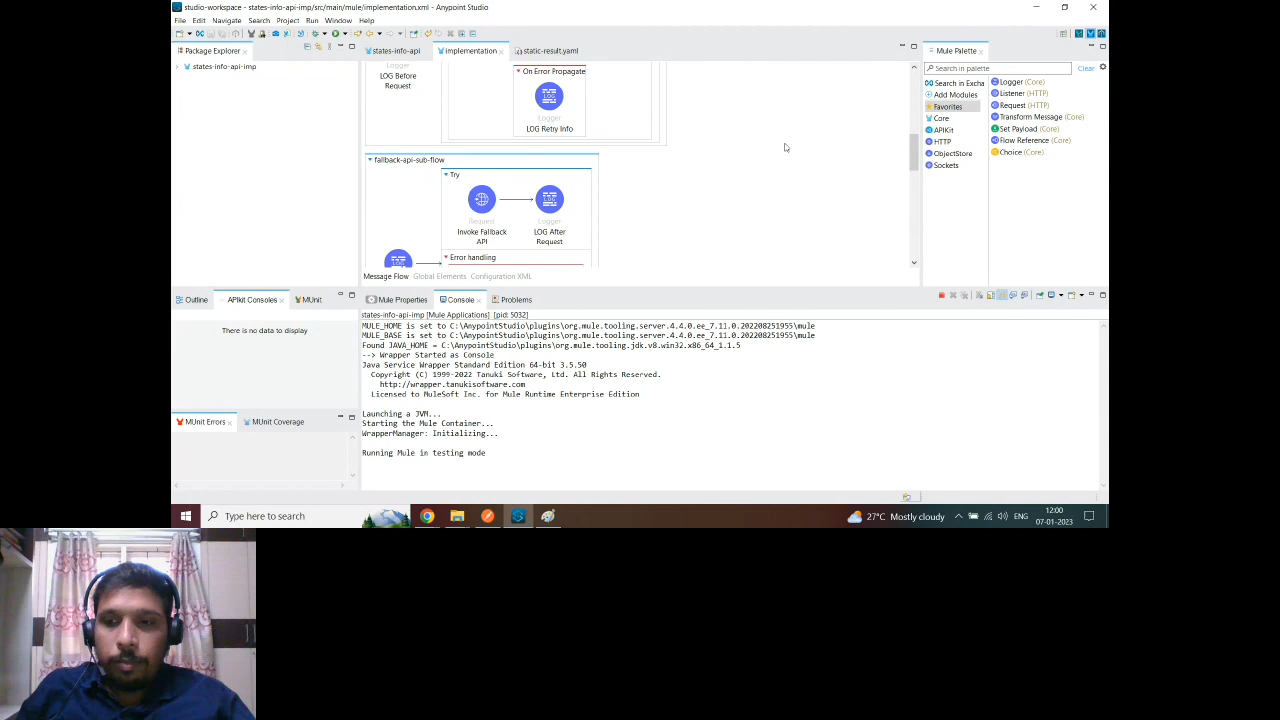 studio-workspace - states-info-api-imp/src/main/mule/implementation.xml - Anypoint Studio
File Edit Navigate Search Project Run Window Help
Package Explorer
states-info-api-imp
states-info-api
implementation
static-result.yaml
Logger
LOG Before
Request
On Error Propagate
Logger
LOG Retry Info
fallback-api-sub-flow
Try
Request
Invoke Fallback
API
Logger
LOG After
Request
Error handling
Message Flow Global Elements Configuration XML
Mule Palette
Search in palette
Clear
Search in Excha
Add Modules
Favorites
Core
APIKit
HTTP
ObjectStore
Sockets
Logger (Core)
Listener (HTTP)
Request (HTTP)
Transform Message (Core)
Set Payload (Core)
Flow Reference (Core)
Choice (Core)
Outline
APIkit Consoles
MUnit
There is no data to display
MUnit Errors
MUnit Coverage
Mule Properties
Console
Problems
states-info-api-imp [Mule Applications] [pid: 5032]
MULE_HOME is set to C:\AnypointStudio\plugins\org.mule.tooling.server.4.4.0.ee_7.11.0.202208251955\mule
MULE_BASE is set to C:\AnypointStudio\plugins\org.mule.tooling.server.4.4.0.ee_7.11.0.202208251955\mule
Found JAVA_HOME = C:\AnypointStudio\plugins\org.mule.tooling.jdk.v8.win32.x86_64_1.1.5
--> Wrapper Started as Console
Java Service Wrapper Standard Edition 64-bit 3.5.50
Copyright (C) 1999-2022 Tanuki Software, Ltd. All Rights Reserved.
http://wrapper.tanukisoftware.com
Licensed to MuleSoft Inc. for Mule Runtime Enterprise Edition
Launching a JVM...
Starting the Mule Container...
WrapperManager: Initializing...
Running Mule in testing mode
Type here to search
27°C Mostly cloudy
ENG
12:00
07-01-2023